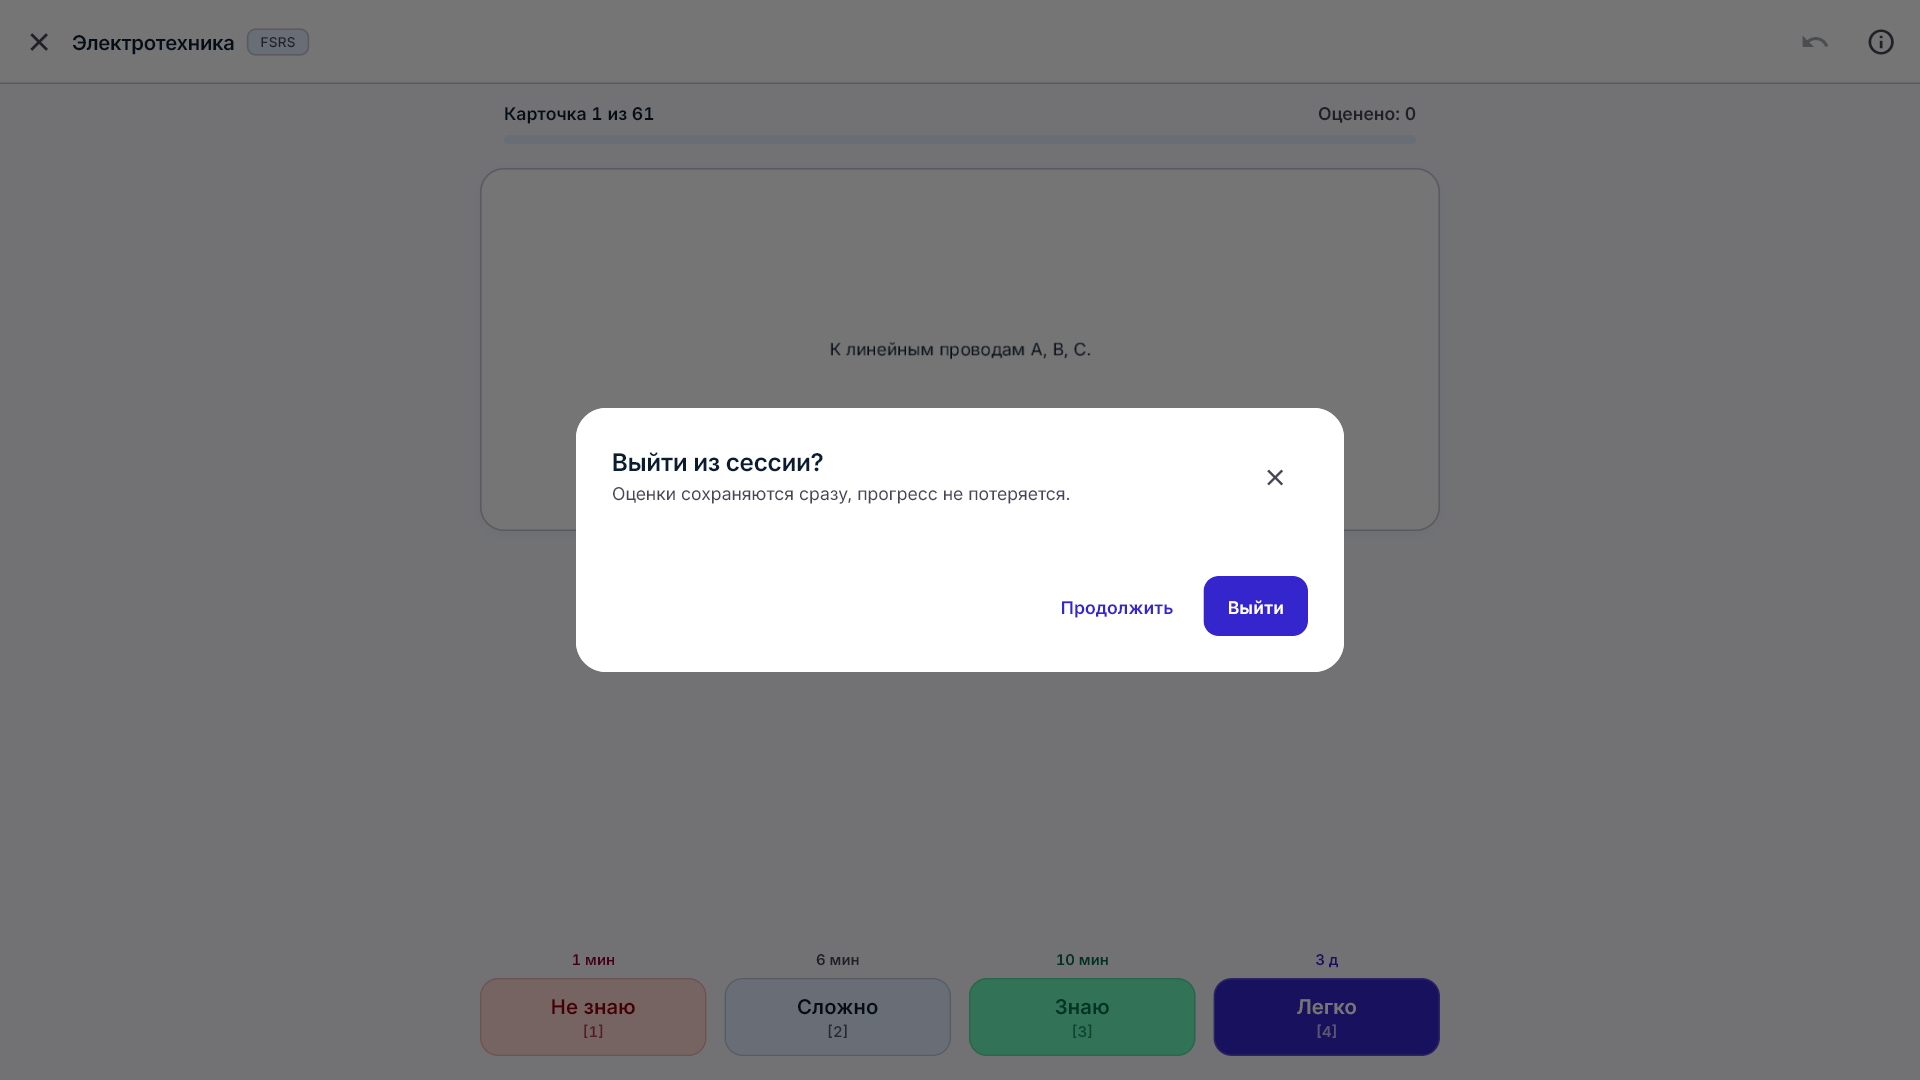 Электротехника FSRS
Карточка 1 из 61
Оценено: 0
К линейным проводам А, В, С.
Выйти из сессии?
Оценки сохраняются сразу, прогресс не потеряется.
Продолжить
Выйти
1 мин
Не знаю
[1]
6 мин
Сложно
[2]
10 мин
Знаю
[3]
3 д
Легко
[4]